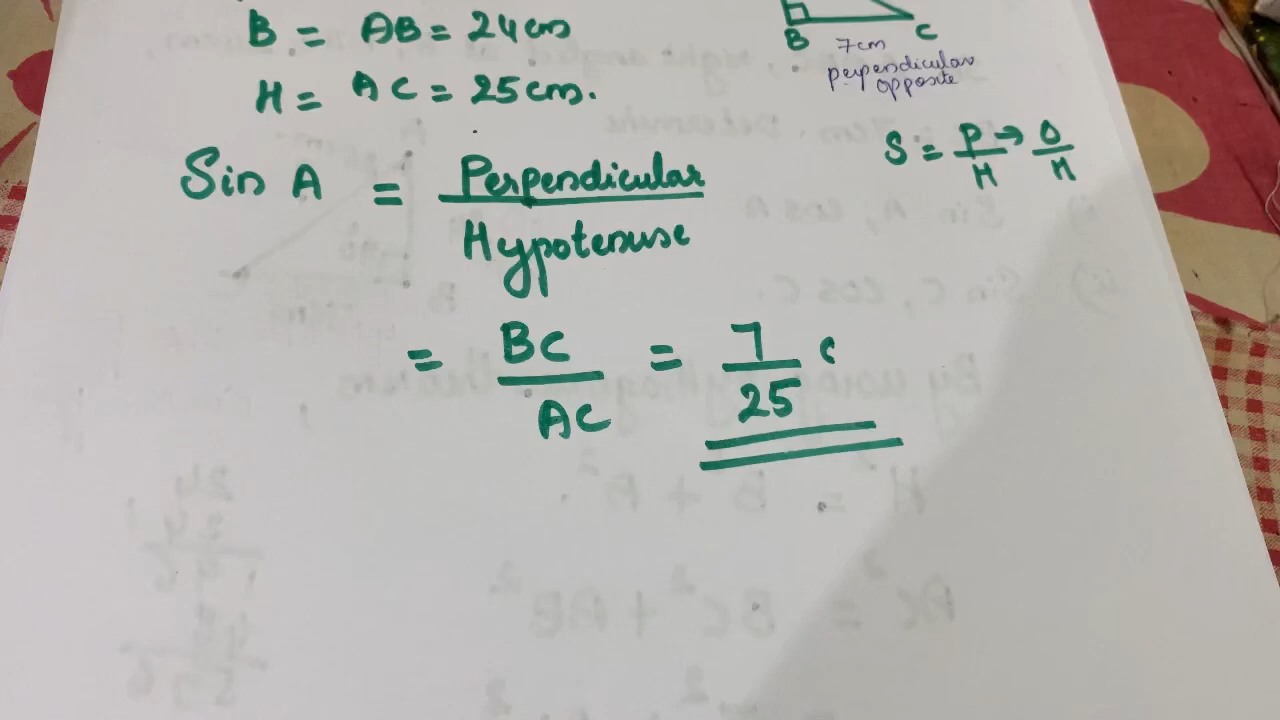 B = AB = 24cm
H = AC = 25cm.
B 7cm C
perpendicular
opposite
S = P/H → O/H
Sin A = Perpendicular
Hypotenuse
= BC/AC = 7/25 c